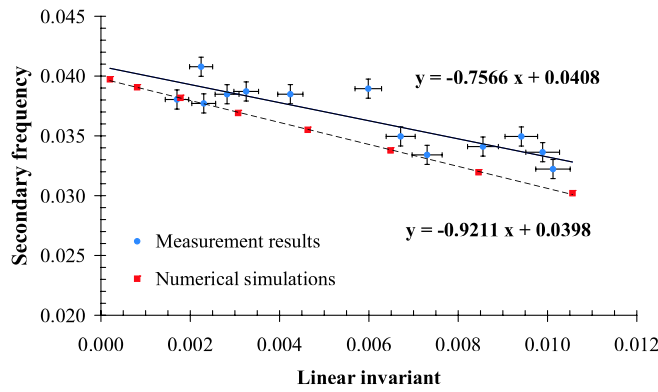 0.045
y = -0.7566 x + 0.0408
0.040
0.035
0.030
y = -0.9211 x + 0.0398
Measurement results
0.025
Numerical simulations
0.020
Secondary frequency
0.000 0.002 0.004 0.006 0.008 0.010 0.012
Linear invariant